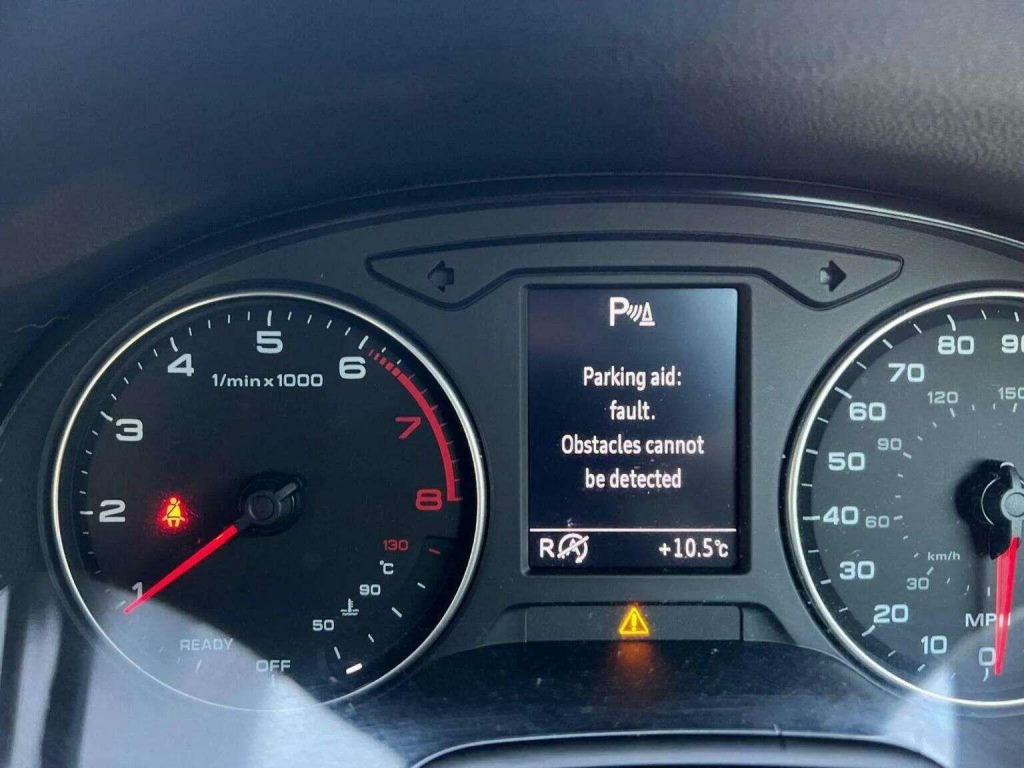 P
Parking aid:
fault.
Obstacles cannot
be detected
R A +10.5°c
1 2 3 4 5 6 7 8
1/min x 1000
READY
OFF
50 90 130
°C
0 10 20 30 40 50 60 70 80 90
30 60 90 120 150
km/h
MPH